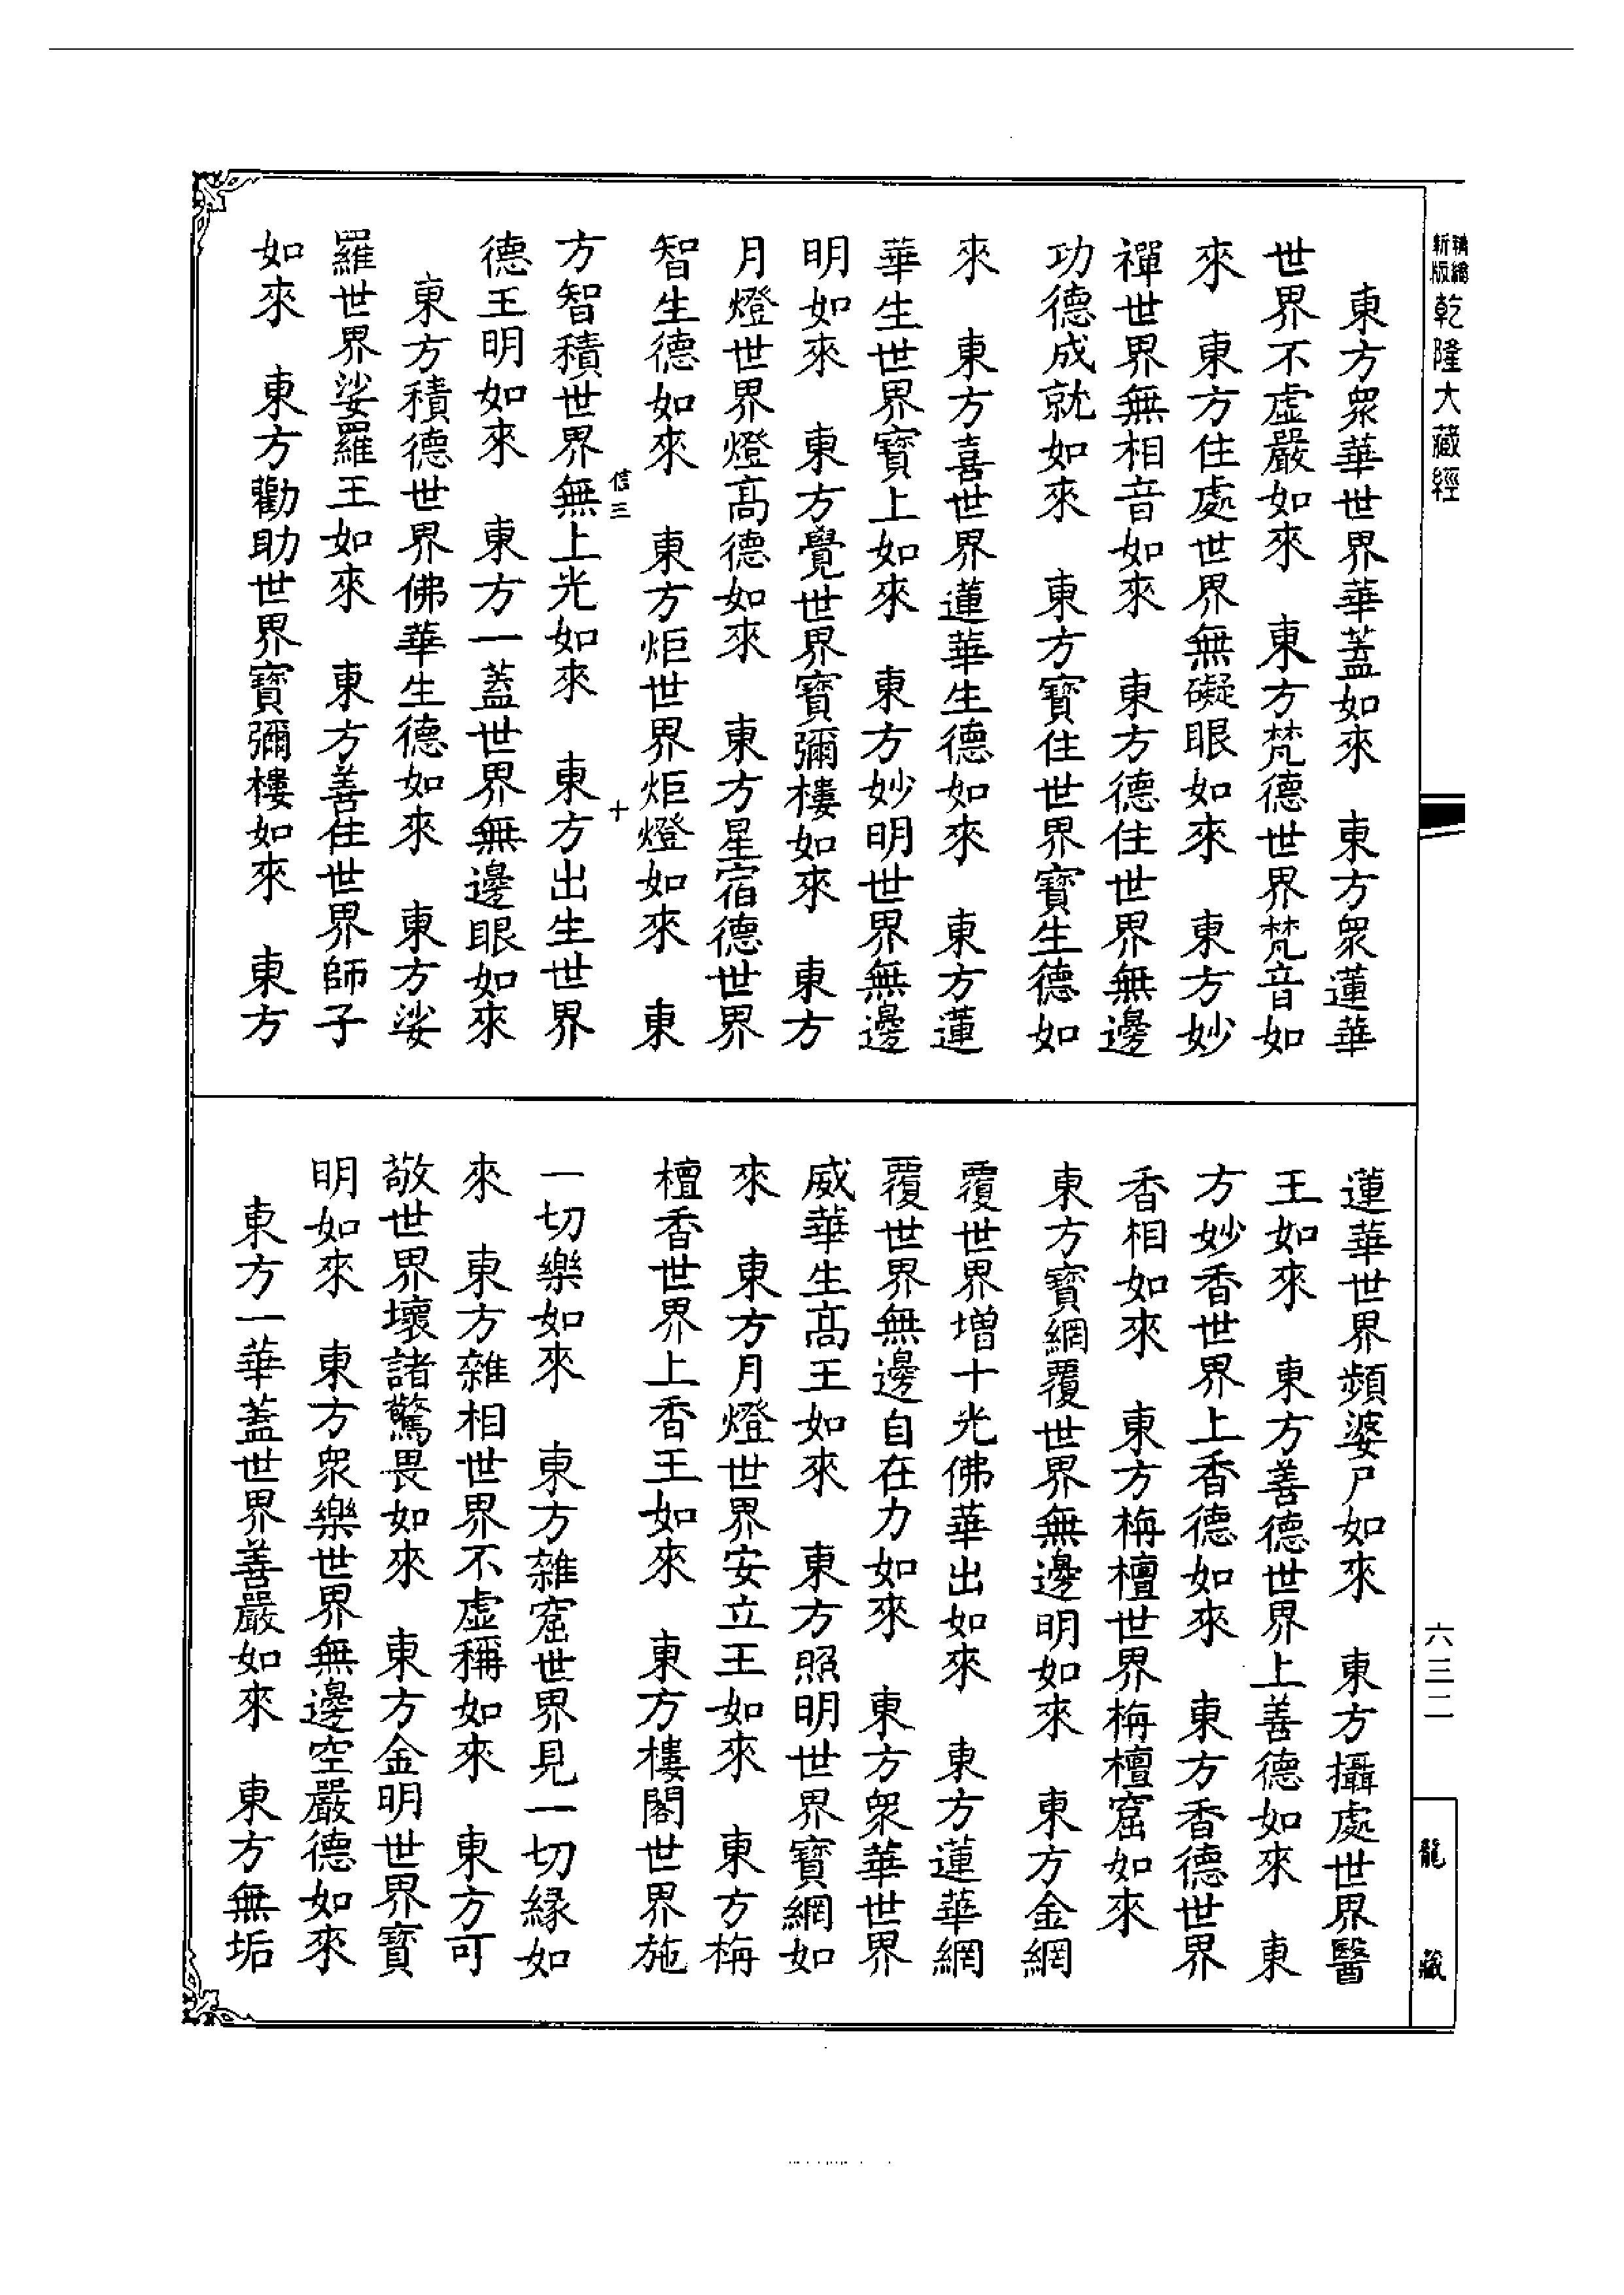 精繪新版乾隆大藏經
東方眾華世界華蓋如來　東方眾蓮華
世界不虛嚴如來　東方梵德世界梵音如
來　東方住處世界無礙眼如來　東方妙
禪世界無相音如來　東方德住世界無邊
功德成就如來　東方寶住世界寶生德如
來　東方喜世界蓮華生德如來　東方蓮
華生世界寶上如來　東方妙明世界無邊
明如來　東方覺世界寶彌樓如來　東方
月燈世界燈高德如來　東方星宿德世界
智生德如來　東方炬世界炬燈如來　東
信三　十
方智積世界無上光如來　東方出生世界
德王明如來　東方一蓋世界無邊眼如來
東方積德世界佛華生德如來　東方娑
羅世界娑羅王如來　東方善住世界師子
如來　東方勸助世界寶彌樓如來　東方
蓮華世界頻婆尸如來　東方攝處世界醫
王如來　東方善德世界上善德如來　東
方妙香世界上香德如來　東方香德世界
香相如來　東方栴檀世界栴檀窟如來
東方寶網覆世界無邊明如來　東方金網
覆世界增十光佛華出如來　東方蓮華網
覆世界無邊自在力如來　東方眾華世界
威華生高王如來　東方照明世界寶網如
來　東方月燈世界安立王如來　東方栴
檀香世界上香王如來　東方樓閣世界施
一切樂如來　東方雜窟世界見一切緣如
來　東方雜相世界不虛稱如來　東方可
敬世界壞諸驚畏如來　東方金明世界寶
明如來　東方眾樂世界無邊空嚴德如來
東方一華蓋世界善嚴如來　東方無垢
六三二
龍藏